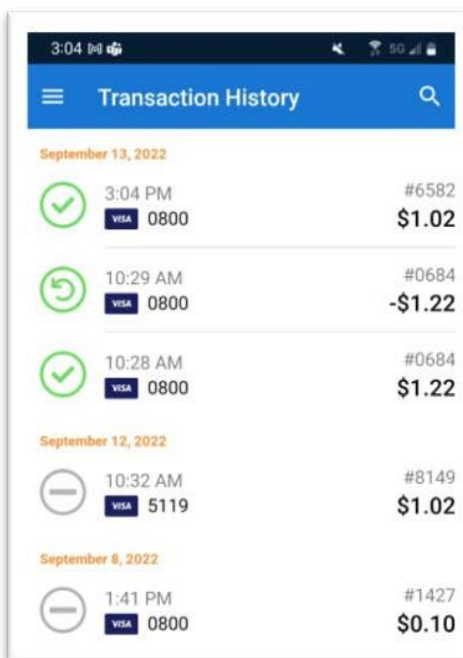 3:04
5G
Transaction History
September 13, 2022
3:04 PM #6582
VISA 0800 $1.02
10:29 AM #0684
VISA 0800 -$1.22
10:28 AM #0684
VISA 0800 $1.22
September 12, 2022
10:32 AM #8149
VISA 5119 $1.02
September 8, 2022
1:41 PM #1427
VISA 0800 $0.10